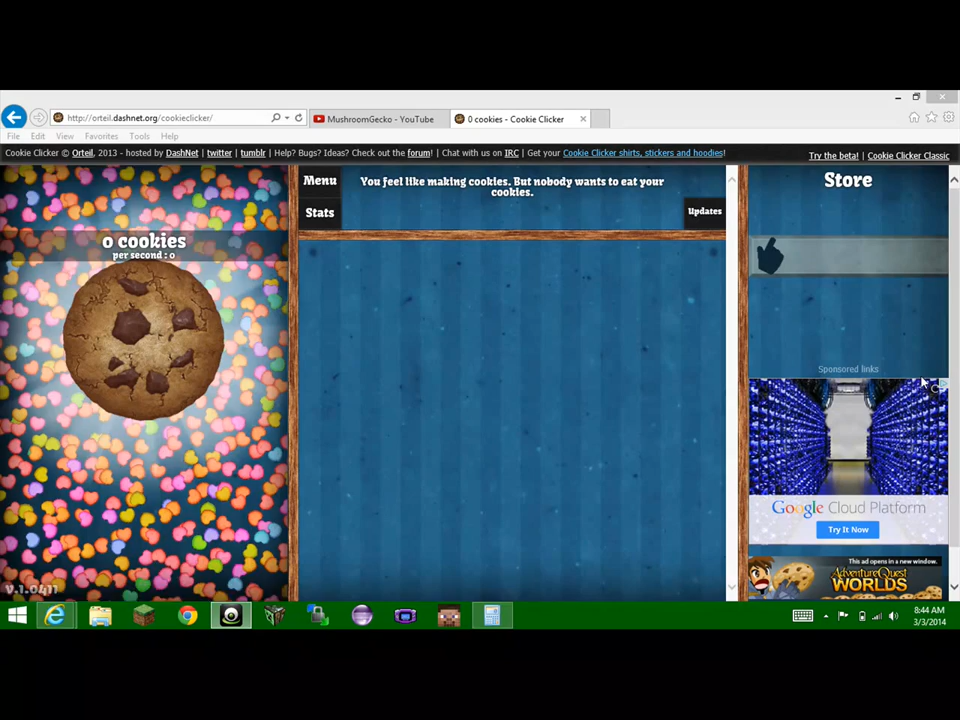 http://orteil.dashnet.org/cookieclicker/
MushroomGecko - YouTube
0 cookies - Cookie Clicker
File Edit View Favorites Tools Help
Cookie Clicker © Orteil, 2013 - hosted by DashNet | twitter | tumblr | Help? Bugs? Ideas? Check out the forum! | Chat with us on IRC | Get your Cookie Clicker shirts, stickers and hoodies!
Try the beta! | Cookie Clicker Classic
0 cookies
per second : 0
v.1.0411
Menu
Stats
You feel like making cookies. But nobody wants to eat your
cookies.
Updates
Store
Sponsored links
Google Cloud Platform
Try It Now
This ad opens in a new window.
AdventureQuest
WORLDS
8:44 AM
3/3/2014